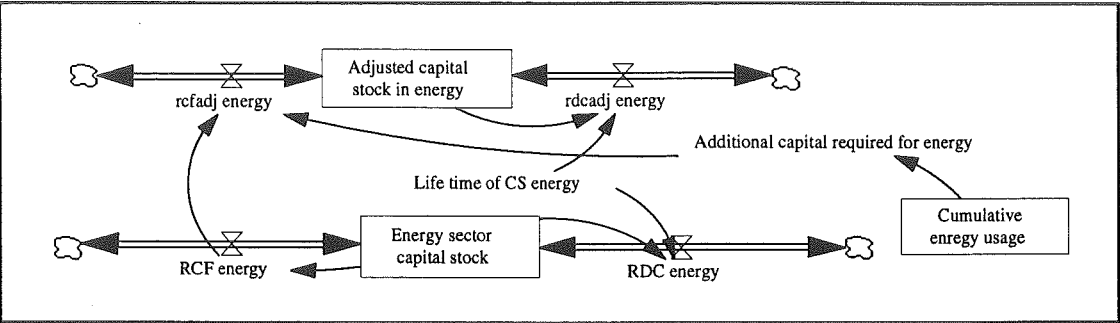 Adjusted capital
stock in energy
rcfadj energy
rdcadj energy
Additional capital required for energy
Life time of CS energy
Cumulative
enregy usage
Energy sector
capital stock
RCF energy
RDC energy